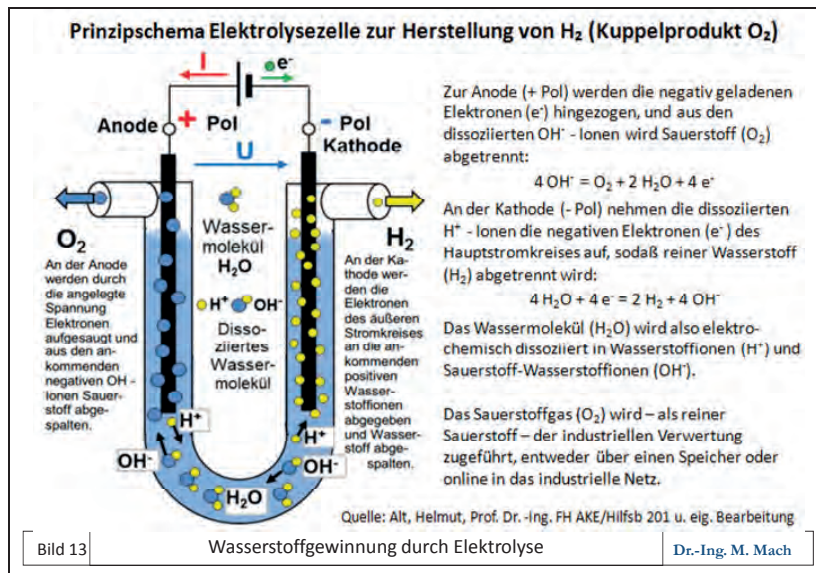 Prinzipschema Elektrolysezelle zur Herstellung von H₂ (Kuppelprodukt O₂)
I
e⁻
Anode + Pol
- Pol
Kathode
U
O₂
H₂
An der Anode
werden durch
die angelegte
Spannung
Elektronen
aufgesaugt und
aus den an-
kommenden
negativen OH -
Ionen Sauer-
stoff abge-
spalten.
Wasser-
molekül
H₂O
H⁺ OH⁻
Disso-
ziiertes
Wasser-
molekül
An der Ka-
thode wer-
den die
Elektronen
des äußeren
Stromkreises
an die an-
kommenden
positiven
Wasser-
stoffionen
abgegeben
und Wasser-
stoff abge-
spalten.
H⁺
OH⁻
H₂O
H⁺
OH⁻
Zur Anode (+ Pol) werden die negativ geladenen
Elektronen (e⁻) hingezogen, und aus den
dissoziierten OH⁻ - Ionen wird Sauerstoff (O₂)
abgetrennt:
4 OH⁻ = O₂ + 2 H₂O + 4 e⁻
An der Kathode (- Pol) nehmen die dissoziierten
H⁺ - Ionen die negativen Elektronen (e⁻) des
Hauptstromkreises auf, sodaß reiner Wasserstoff
(H₂) abgetrennt wird:
4 H₂O + 4 e⁻ = 2 H₂ + 4 OH⁻
Das Wassermolekül (H₂O) wird also elektro-
chemisch dissoziiert in Wasserstoffionen (H⁺) und
Sauerstoff-Wasserstoffionen (OH⁻).
Das Sauerstoffgas (O₂) wird – als reiner
Sauerstoff – der industriellen Verwertung
zugeführt, entweder über einen Speicher oder
online in das industrielle Netz.
Quelle: Alt, Helmut, Prof. Dr. -Ing. FH AKE/Hilfsb 201 u. eig. Bearbeitung
Bild 13 Wasserstoffgewinnung durch Elektrolyse Dr.-Ing. M. Mach